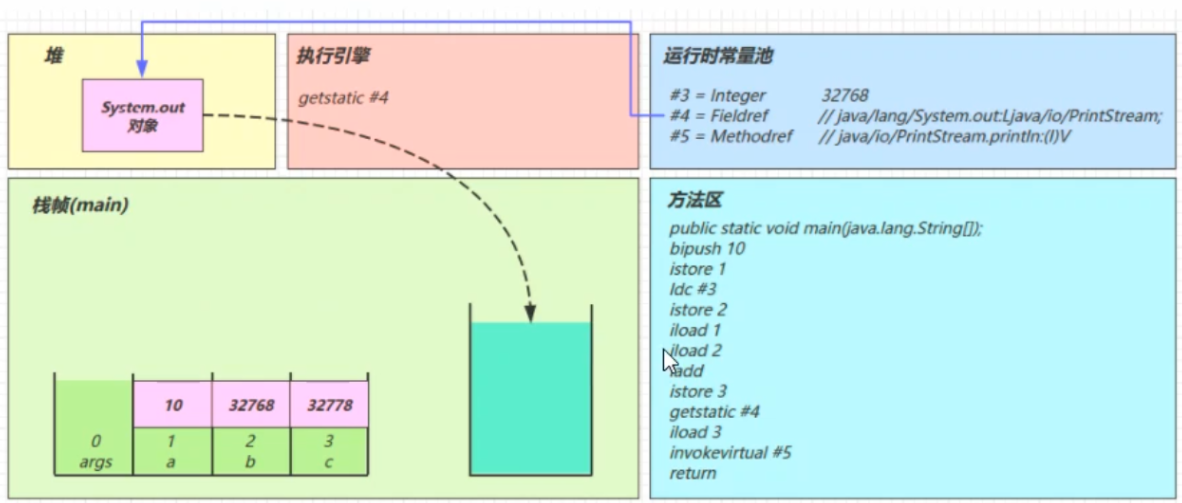 堆
System.out
对象
执行引擎
getstatic #4
运行时常量池
#3 = Integer 32768
#4 = Fieldref // java/lang/System.out:Ljava/io/PrintStream;
#5 = Methodref // java/io/PrintStream.println:(I)V
栈帧(main)
10 32768 32778
0 1 2 3
args a b c
方法区
public static void main(java.lang.String[]);
bipush 10
istore 1
ldc #3
istore 2
iload 1
iload 2
iadd
istore 3
getstatic #4
iload 3
invokevirtual #5
return